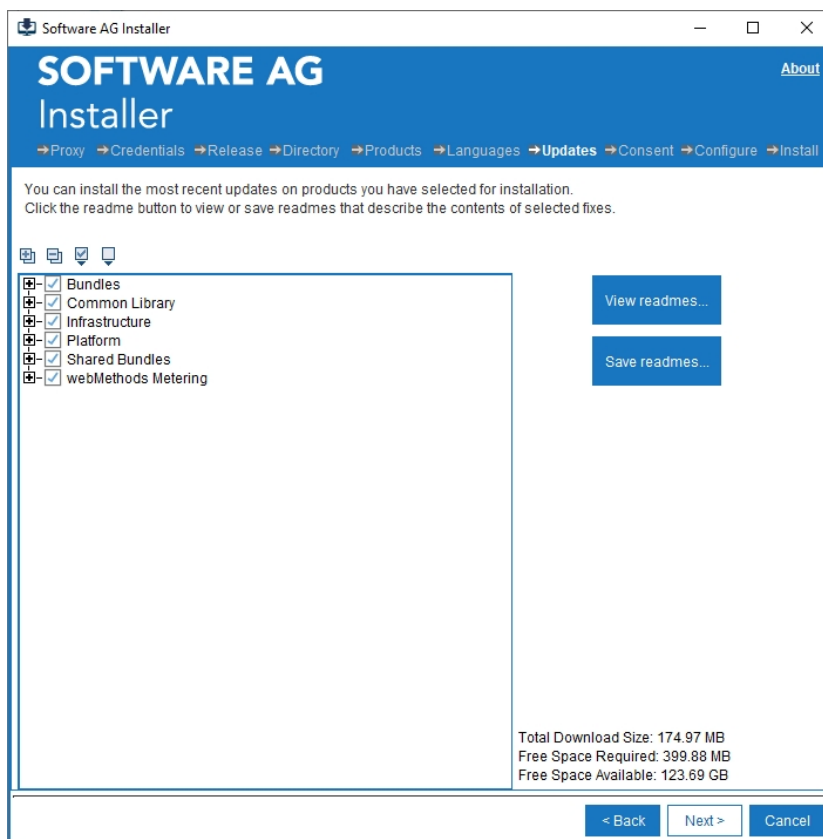 Software AG Installer
SOFTWARE AG
About
Installer
Proxy Credentials Release Directory Products Languages Updates Consent Configure Install
You can install the most recent updates on products you have selected for installation.
Click the readme button to view or save readmes that describe the contents of selected fixes.
Bundles
Common Library
Infrastructure
Platform
Shared Bundles
webMethods Metering
View readmes...
Save readmes...
Total Download Size: 174.97 MB
Free Space Required: 399.88 MB
Free Space Available: 123.69 GB
< Back Next > Cancel